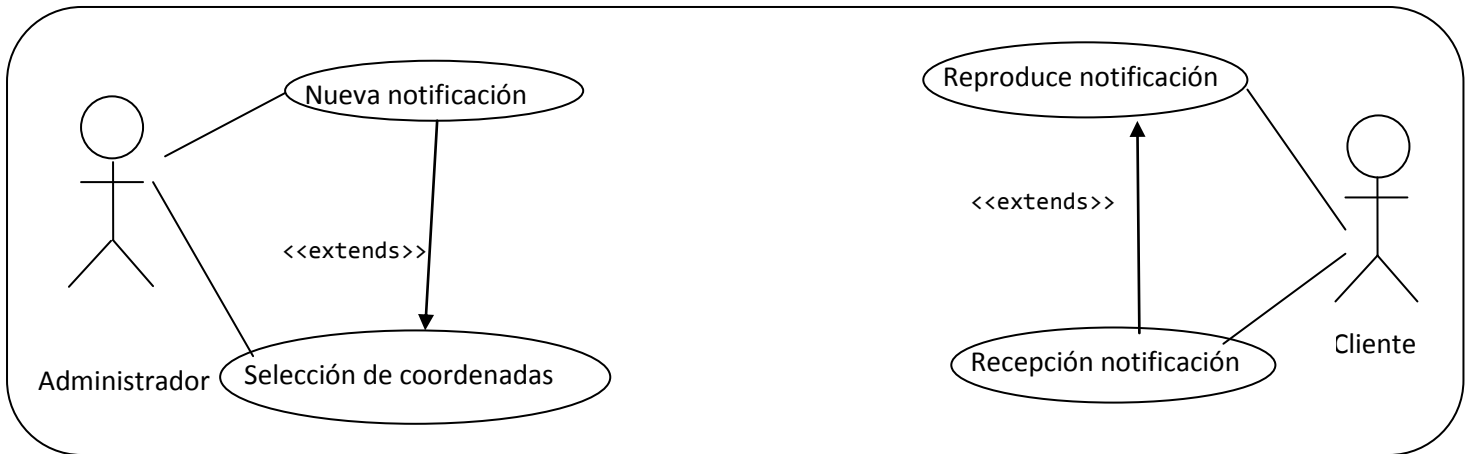 Nueva notificación
Reproduce notificación
<<extends>>
<<extends>>
Administrador
Selección de coordenadas
Recepción notificación
Cliente